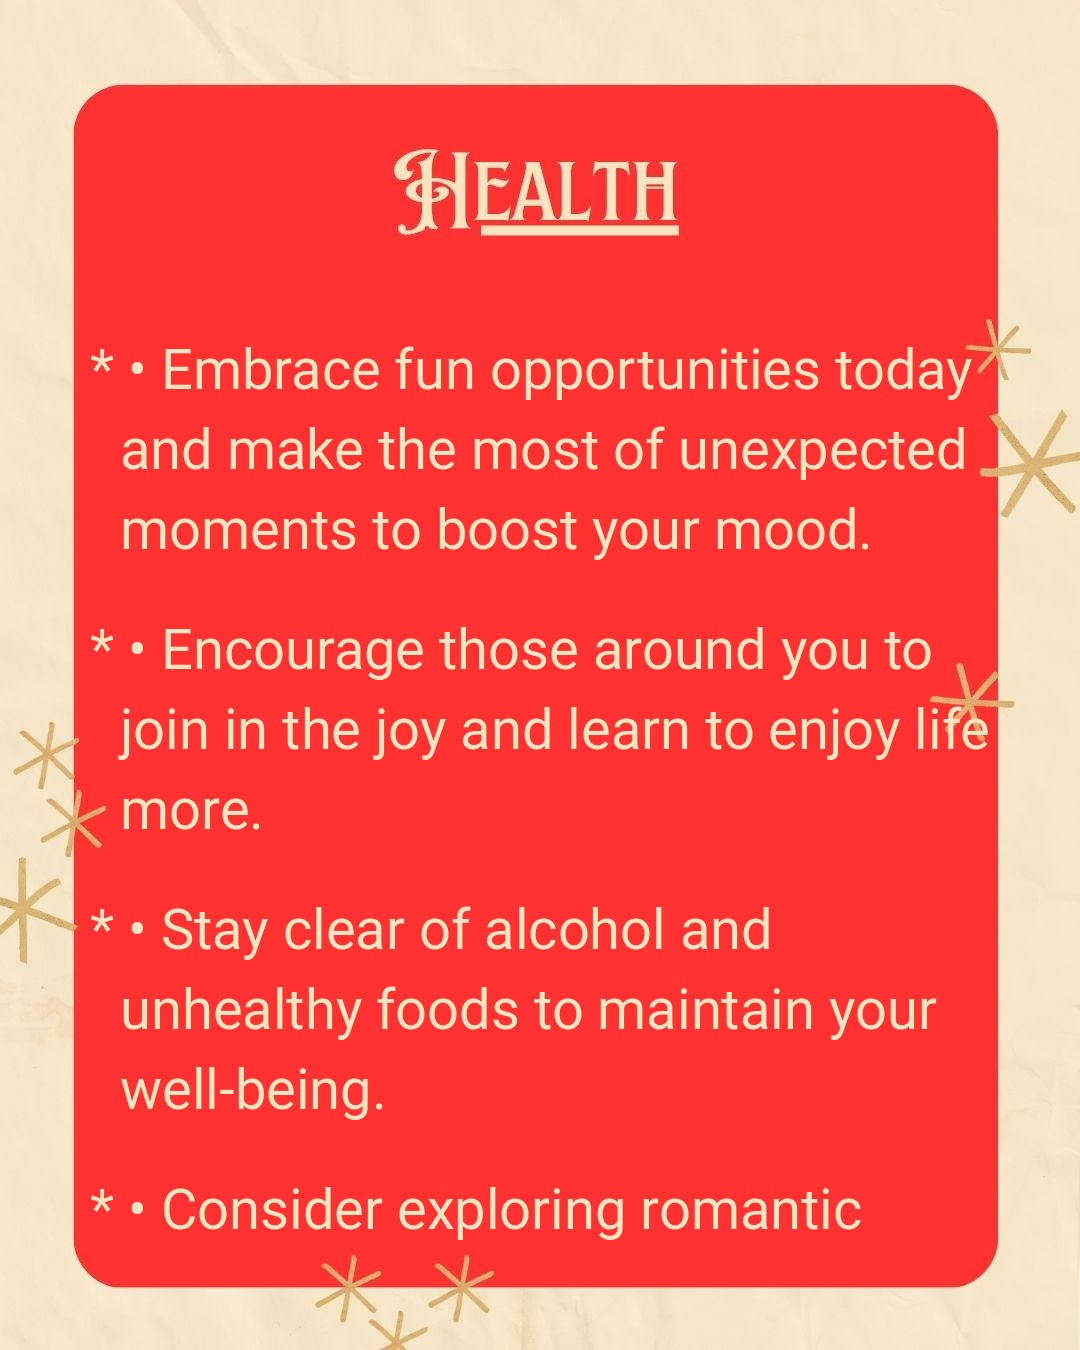 Health
* • Embrace fun opportunities today
and make the most of unexpected
moments to boost your mood.
* • Encourage those around you to
join in the joy and learn to enjoy life
more.
* • Stay clear of alcohol and
unhealthy foods to maintain your
well-being.
* • Consider exploring romantic